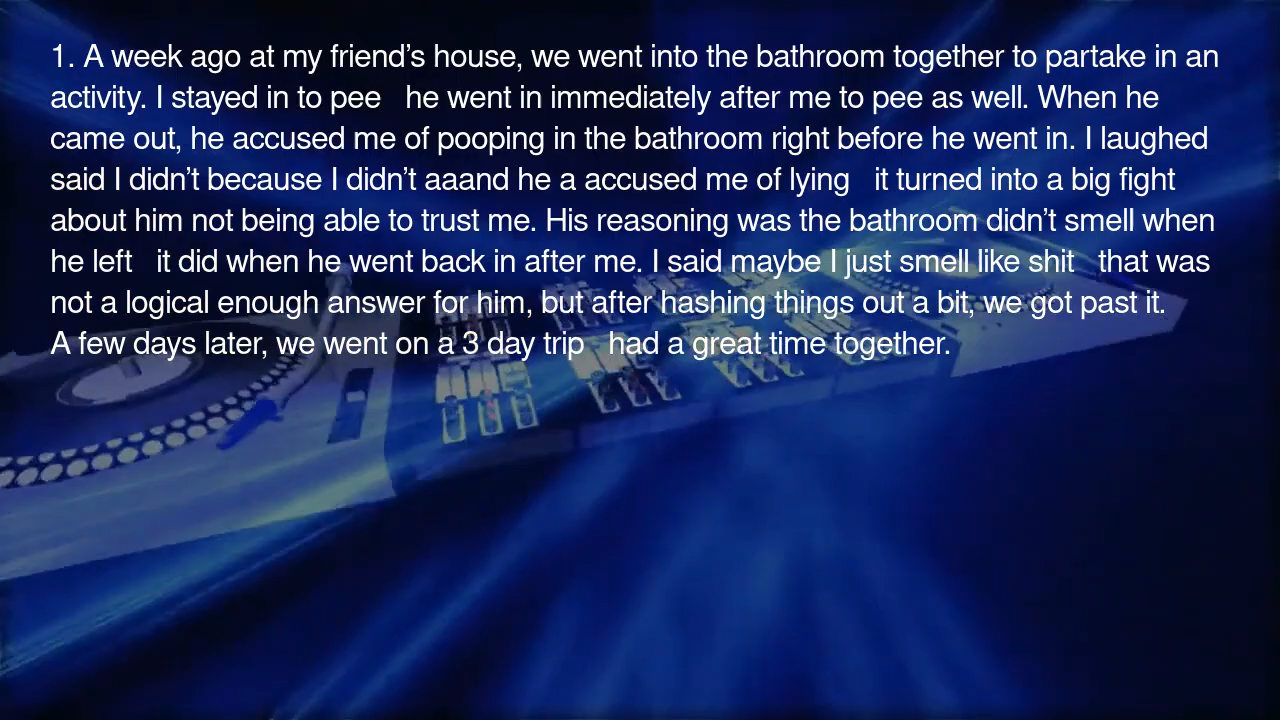 1. A week ago at my friend’s house, we went into the bathroom together to partake in an
activity. I stayed in to pee   he went in immediately after me to pee as well. When he
came out, he accused me of pooping in the bathroom right before he went in. I laughed
said I didn’t because I didn’t aaand he a accused me of lying   it turned into a big fight
about him not being able to trust me. His reasoning was the bathroom didn’t smell when
he left   it did when he went back in after me. I said maybe I just smell like shit   that was
not a logical enough answer for him, but after hashing things out a bit, we got past it.
A few days later, we went on a 3 day trip   had a great time together.